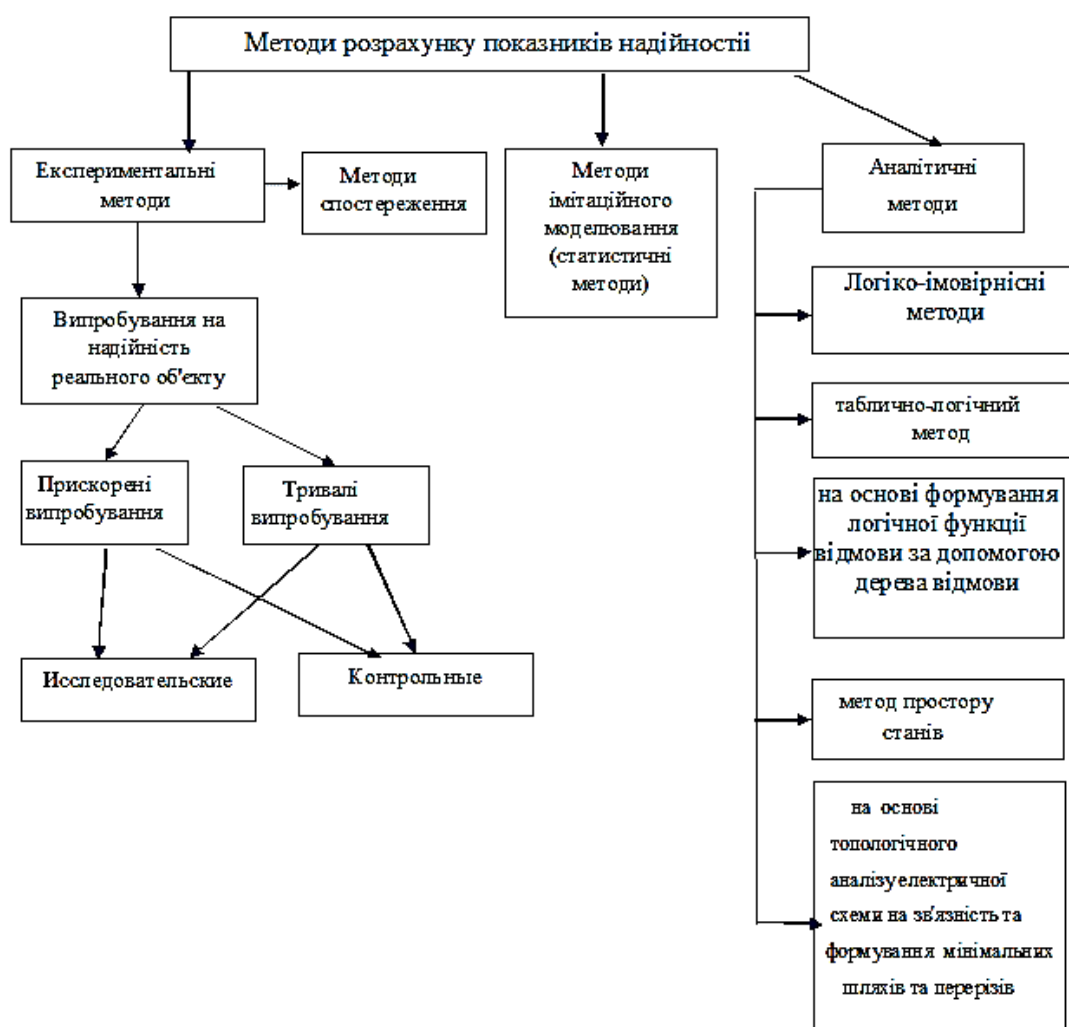 Методи розрахунку показників надійностіі
Експериментальні
методи
Методи
спостереження
Методи
імітаційного
моделювання
(статистичні
методи)
Аналітичні
методи
Випробування на
надійність
реального об'єкту
Прискорені
випробування
Тривалі
випробування
Исследовательские
Контрольные
Логіко-імовірнісні
методи
таблично-логічний
метод
на основі формування
логічної функції
відмови за допомогою
дерева відмови
метод простору
станів
на основі
топологічного
аналізу електричної
схеми на зв'язність та
формування мінімальних
шляхів та перерізів